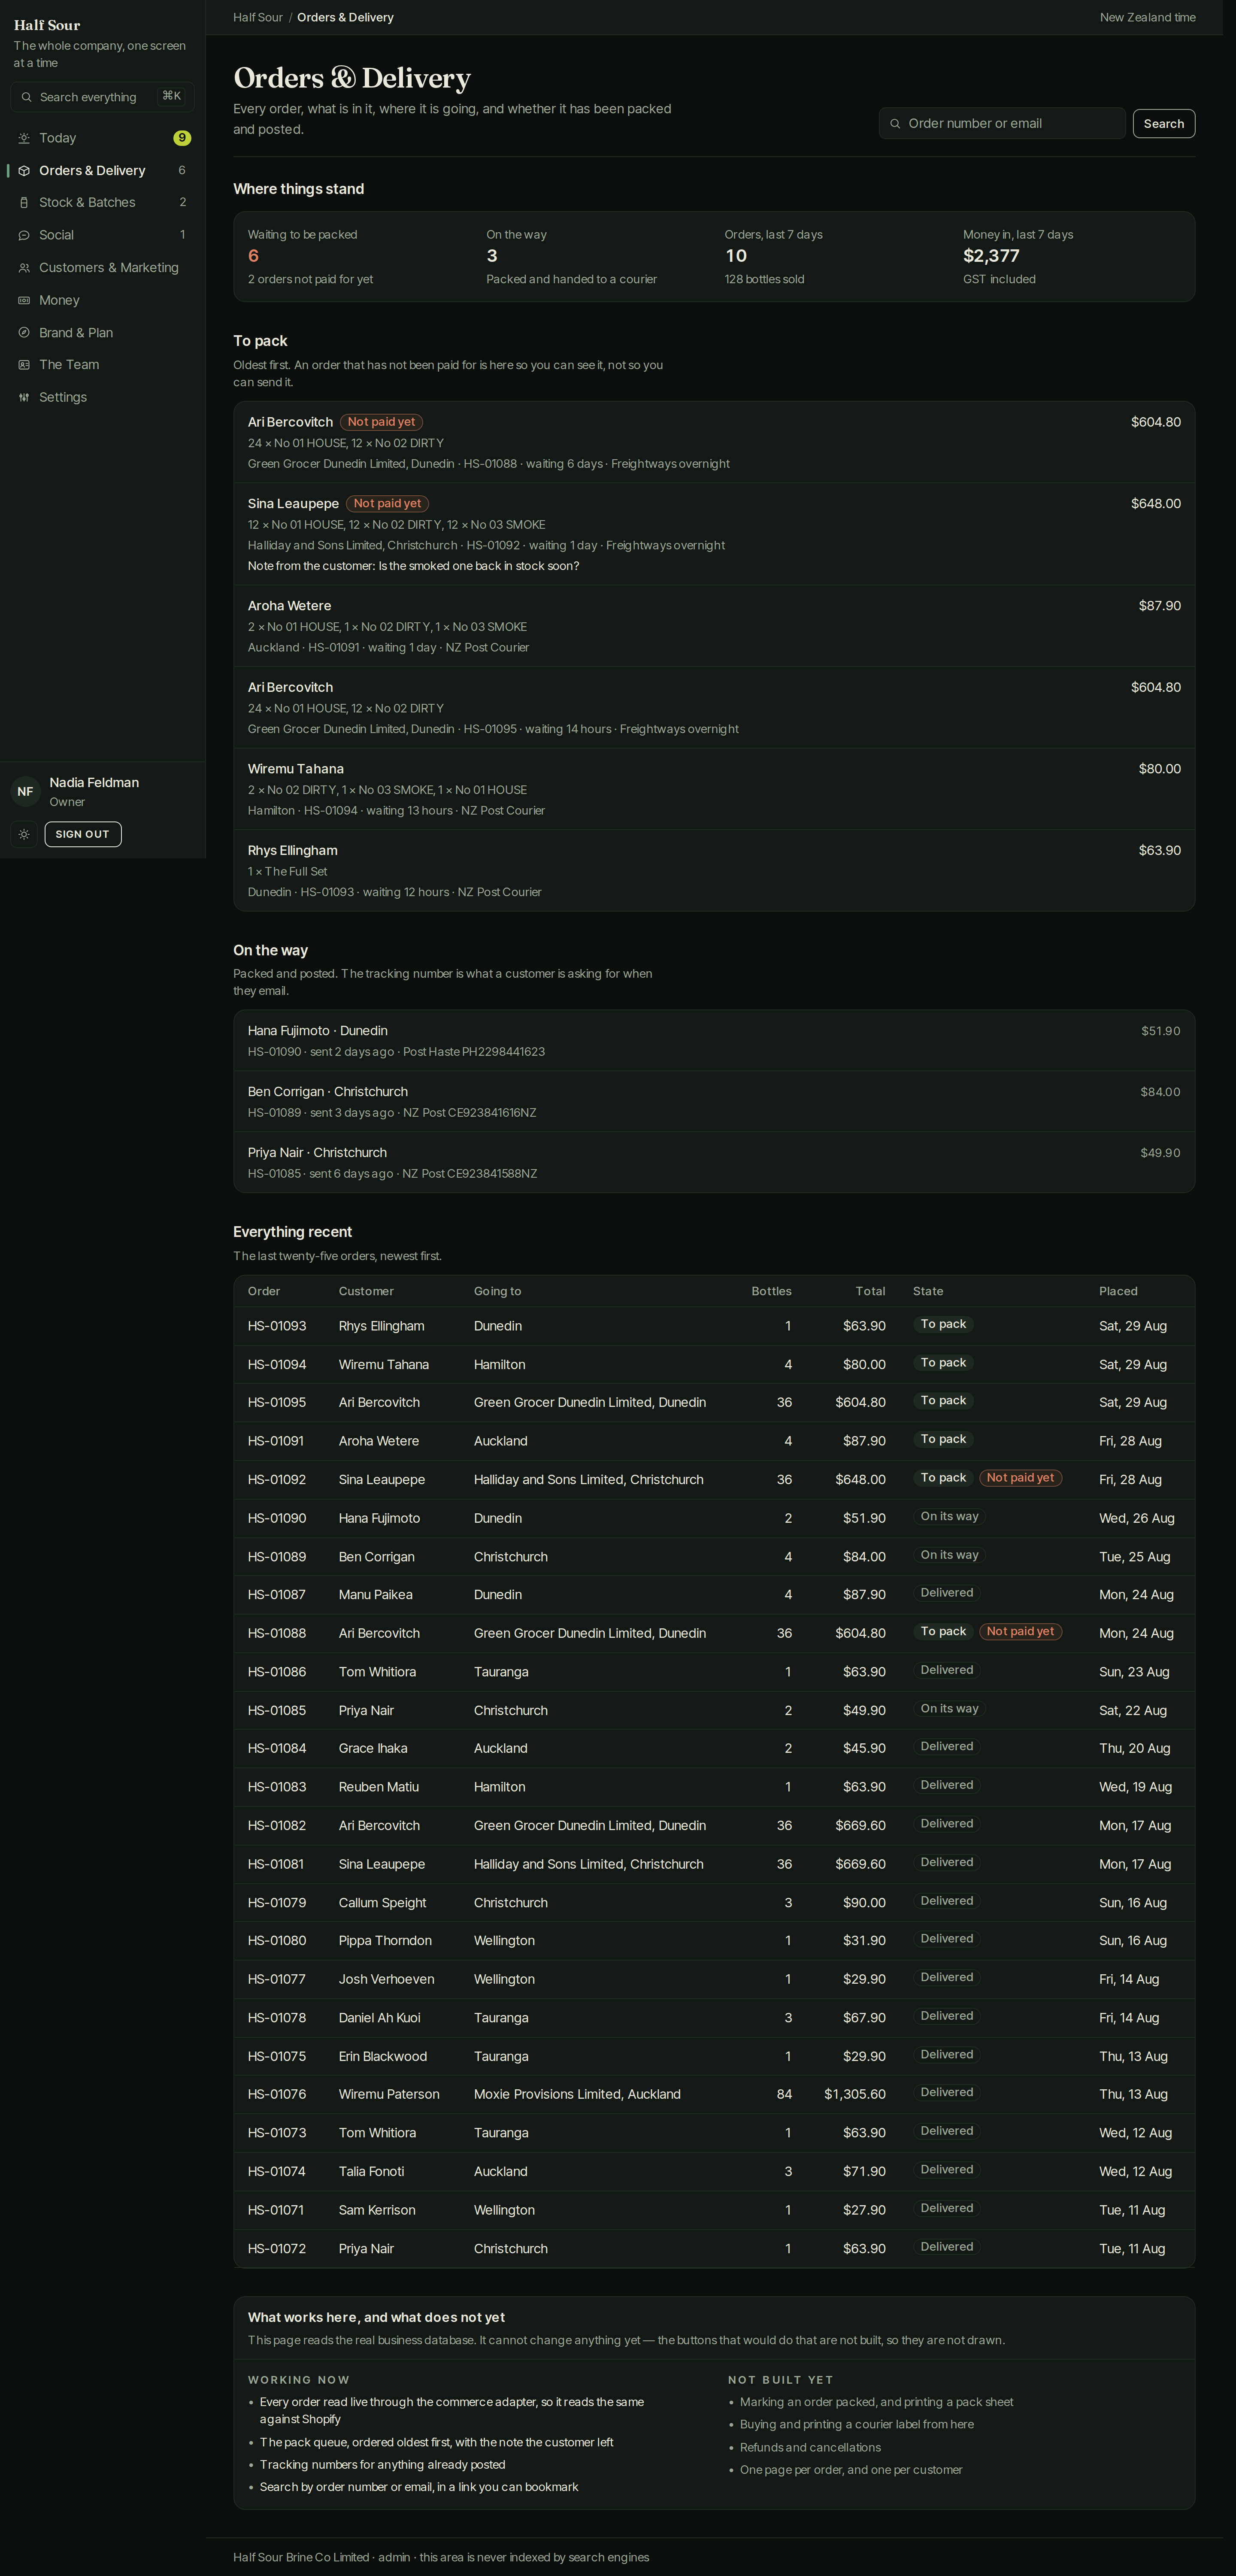 Half Sour
The whole company, one screen
at a time
Search everything ⌘K
Today 9
Orders & Delivery 6
Stock & Batches 2
Social 1
Customers & Marketing
Money
Brand & Plan
The Team
Settings
NF
Nadia Feldman
Owner
SIGN OUT
Half Sour / Orders & Delivery
New Zealand time
Orders & Delivery
Every order, what is in it, where it is going, and whether it has been packed
and posted.
Order number or email
Search
Where things stand
Waiting to be packed
6
2 orders not paid for yet
On the way
3
Packed and handed to a courier
Orders, last 7 days
10
128 bottles sold
Money in, last 7 days
$2,377
GST included
To pack
Oldest first. An order that has not been paid for is here so you can see it, not so you
can send it.
Ari Bercovitch Not paid yet $604.80
24 × No 01 HOUSE, 12 × No 02 DIRTY
Green Grocer Dunedin Limited, Dunedin · HS-01088 · waiting 6 days · Freightways overnight
Sina Leaupepe Not paid yet $648.00
12 × No 01 HOUSE, 12 × No 02 DIRTY, 12 × No 03 SMOKE
Halliday and Sons Limited, Christchurch · HS-01092 · waiting 1 day · Freightways overnight
Note from the customer: Is the smoked one back in stock soon?
Aroha Wetere $87.90
2 × No 01 HOUSE, 1 × No 02 DIRTY, 1 × No 03 SMOKE
Auckland · HS-01091 · waiting 1 day · NZ Post Courier
Ari Bercovitch $604.80
24 × No 01 HOUSE, 12 × No 02 DIRTY
Green Grocer Dunedin Limited, Dunedin · HS-01095 · waiting 14 hours · Freightways overnight
Wiremu Tahana $80.00
2 × No 02 DIRTY, 1 × No 03 SMOKE, 1 × No 01 HOUSE
Hamilton · HS-01094 · waiting 13 hours · NZ Post Courier
Rhys Ellingham $63.90
1 × The Full Set
Dunedin · HS-01093 · waiting 12 hours · NZ Post Courier
On the way
Packed and posted. The tracking number is what a customer is asking for when
they email.
Hana Fujimoto · Dunedin $51.90
HS-01090 · sent 2 days ago · Post Haste PH2298441623
Ben Corrigan · Christchurch $84.00
HS-01089 · sent 3 days ago · NZ Post CE923841616NZ
Priya Nair · Christchurch $49.90
HS-01085 · sent 6 days ago · NZ Post CE923841588NZ
Everything recent
The last twenty-five orders, newest first.
Order Customer Going to Bottles Total State Placed
HS-01093 Rhys Ellingham Dunedin 1 $63.90 To pack Sat, 29 Aug
HS-01094 Wiremu Tahana Hamilton 4 $80.00 To pack Sat, 29 Aug
HS-01095 Ari Bercovitch Green Grocer Dunedin Limited, Dunedin 36 $604.80 To pack Sat, 29 Aug
HS-01091 Aroha Wetere Auckland 4 $87.90 To pack Fri, 28 Aug
HS-01092 Sina Leaupepe Halliday and Sons Limited, Christchurch 36 $648.00 To pack Not paid yet Fri, 28 Aug
HS-01090 Hana Fujimoto Dunedin 2 $51.90 On its way Wed, 26 Aug
HS-01089 Ben Corrigan Christchurch 4 $84.00 On its way Tue, 25 Aug
HS-01087 Manu Paikea Dunedin 4 $87.90 Delivered Mon, 24 Aug
HS-01088 Ari Bercovitch Green Grocer Dunedin Limited, Dunedin 36 $604.80 To pack Not paid yet Mon, 24 Aug
HS-01086 Tom Whitiora Tauranga 1 $63.90 Delivered Sun, 23 Aug
HS-01085 Priya Nair Christchurch 2 $49.90 On its way Sat, 22 Aug
HS-01084 Grace Ihaka Auckland 2 $45.90 Delivered Thu, 20 Aug
HS-01083 Reuben Matiu Hamilton 1 $63.90 Delivered Wed, 19 Aug
HS-01082 Ari Bercovitch Green Grocer Dunedin Limited, Dunedin 36 $669.60 Delivered Mon, 17 Aug
HS-01081 Sina Leaupepe Halliday and Sons Limited, Christchurch 36 $669.60 Delivered Mon, 17 Aug
HS-01079 Callum Speight Christchurch 3 $90.00 Delivered Sun, 16 Aug
HS-01080 Pippa Thorndon Wellington 1 $31.90 Delivered Sun, 16 Aug
HS-01077 Josh Verhoeven Wellington 1 $29.90 Delivered Fri, 14 Aug
HS-01078 Daniel Ah Kuoi Tauranga 3 $67.90 Delivered Fri, 14 Aug
HS-01075 Erin Blackwood Tauranga 1 $29.90 Delivered Thu, 13 Aug
HS-01076 Wiremu Paterson Moxie Provisions Limited, Auckland 84 $1,305.60 Delivered Thu, 13 Aug
HS-01073 Tom Whitiora Tauranga 1 $63.90 Delivered Wed, 12 Aug
HS-01074 Talia Fonoti Auckland 3 $71.90 Delivered Wed, 12 Aug
HS-01071 Sam Kerrison Wellington 1 $27.90 Delivered Tue, 11 Aug
HS-01072 Priya Nair Christchurch 1 $63.90 Delivered Tue, 11 Aug
What works here, and what does not yet
This page reads the real business database. It cannot change anything yet — the buttons that would do that are not built, so they are not drawn.
WORKING NOW
• Every order read live through the commerce adapter, so it reads the same
against Shopify
• The pack queue, ordered oldest first, with the note the customer left
• Tracking numbers for anything already posted
• Search by order number or email, in a link you can bookmark
NOT BUILT YET
• Marking an order packed, and printing a pack sheet
• Buying and printing a courier label from here
• Refunds and cancellations
• One page per order, and one per customer
Half Sour Brine Co Limited · admin · this area is never indexed by search engines